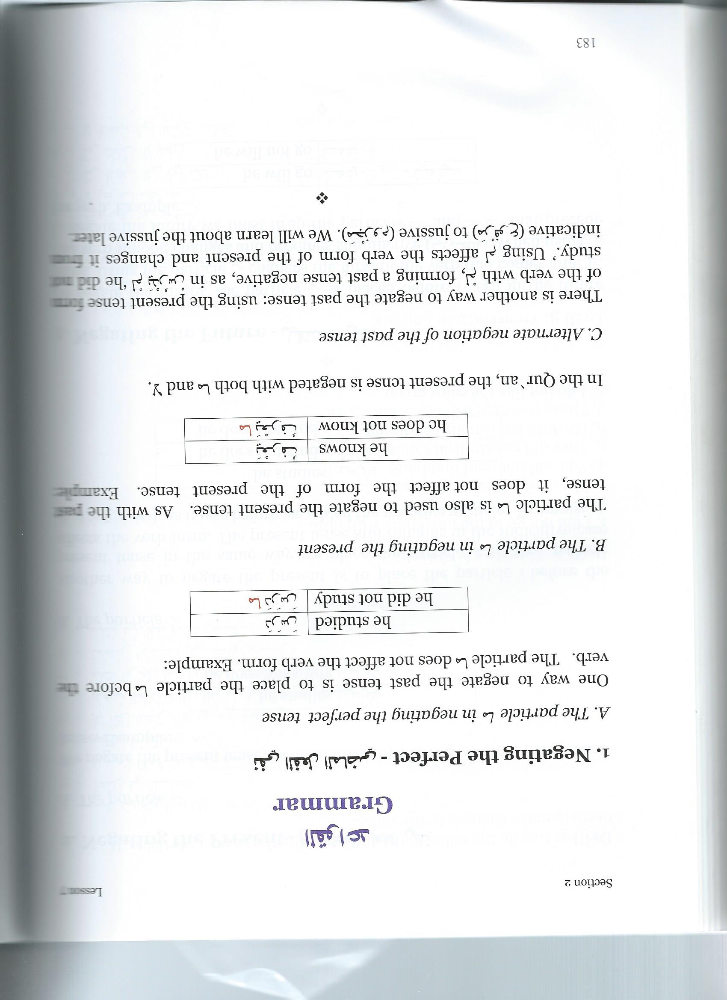 Section 2 Lesson 7
القواعد
Grammar
1. Negating the Perfect - نفي الفعل الماضي
A. The particle ما in negating the perfect tense
One way to negate the past tense is to place the particle ما before the
verb. The particle ما does not affect the verb form. Example:
he studied دَرَسَ
he did not study ما دَرَسَ
B. The particle ما in negating the present
The particle ما is also used to negate the present tense. As with the past
tense, it does not affect the form of the present tense. Example:
he knows يَعْرِفُ
he does not know ما يَعْرِفُ
In the Qur`an, the present tense is negated with both ما and لا.
C. Alternate negation of the past tense
There is another way to negate the past tense: using the present tense form
of the verb with لَمْ, forming a past tense negative, as in لَمْ يَدْرُسْ 'he did not
study.' Using لم affects the verb form of the present and changes it from
indicative (مَرْفوع) to jussive (مَجْزوم). We will learn about the jussive later.
❖
183